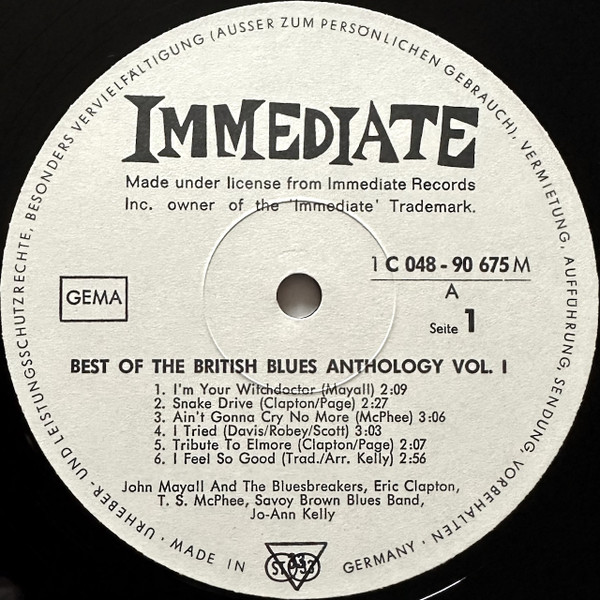 URHEBER- UND LEISTUNGSSCHUTZRECHTE, BESONDERS VERVIELFÄLTIGUNG (AUSSER ZUM PERSÖNLICHEN GEBRAUCH), VERMIETUNG, AUFFÜHRUNG, SENDUNG, VORBEHALTEN · MADE IN GERMANY ·
IMMEDIATE
Made under license from Immediate Records
Inc. owner of the 'Immediate' Trademark.
1 C 048 - 90 675 M
GEMA
A
Seite 1
BEST OF THE BRITISH BLUES ANTHOLOGY VOL. I
1. I'm Your Witchdoctor (Mayall) 2:09
2. Snake Drive (Clapton/Page) 2:27
3. Ain't Gonna Cry No More (McPhee) 3:06
4. I Tried (Davis/Robey/Scott) 3:03
5. Tribute To Elmore (Clapton/Page) 2:07
6. I Feel So Good (Trad./Arr. Kelly) 2:56
John Mayall And The Bluesbreakers, Eric Clapton,
T. S. McPhee, Savoy Brown Blues Band,
Jo-Ann Kelly
33